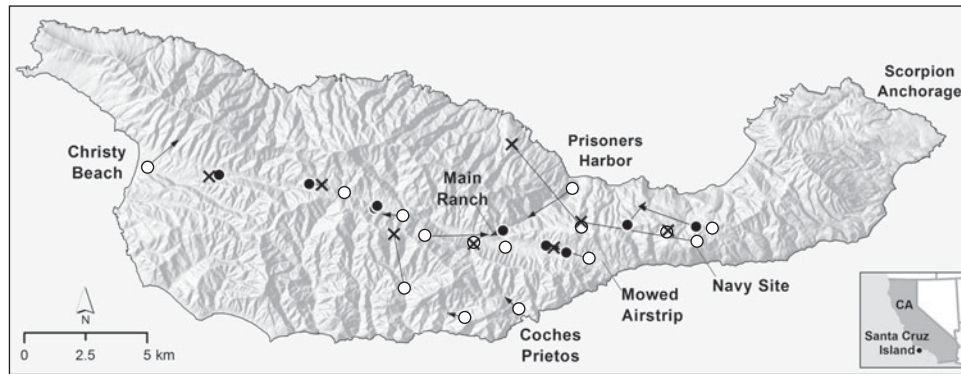 Scorpion
Anchorage
Prisoners
Harbor
Christy
Beach
Main
Ranch
Navy Site
Mowed
Airstrip
Coches
Prietos
N
0 2.5 5 km
CA
Santa Cruz
Island